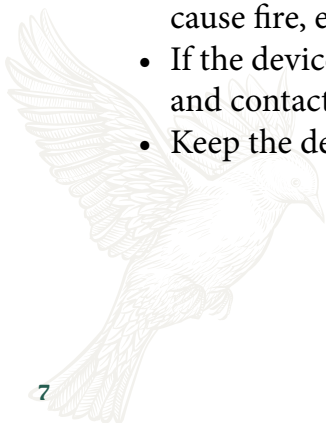 cause fire, e
• If the devic
and contact
• Keep the de
7